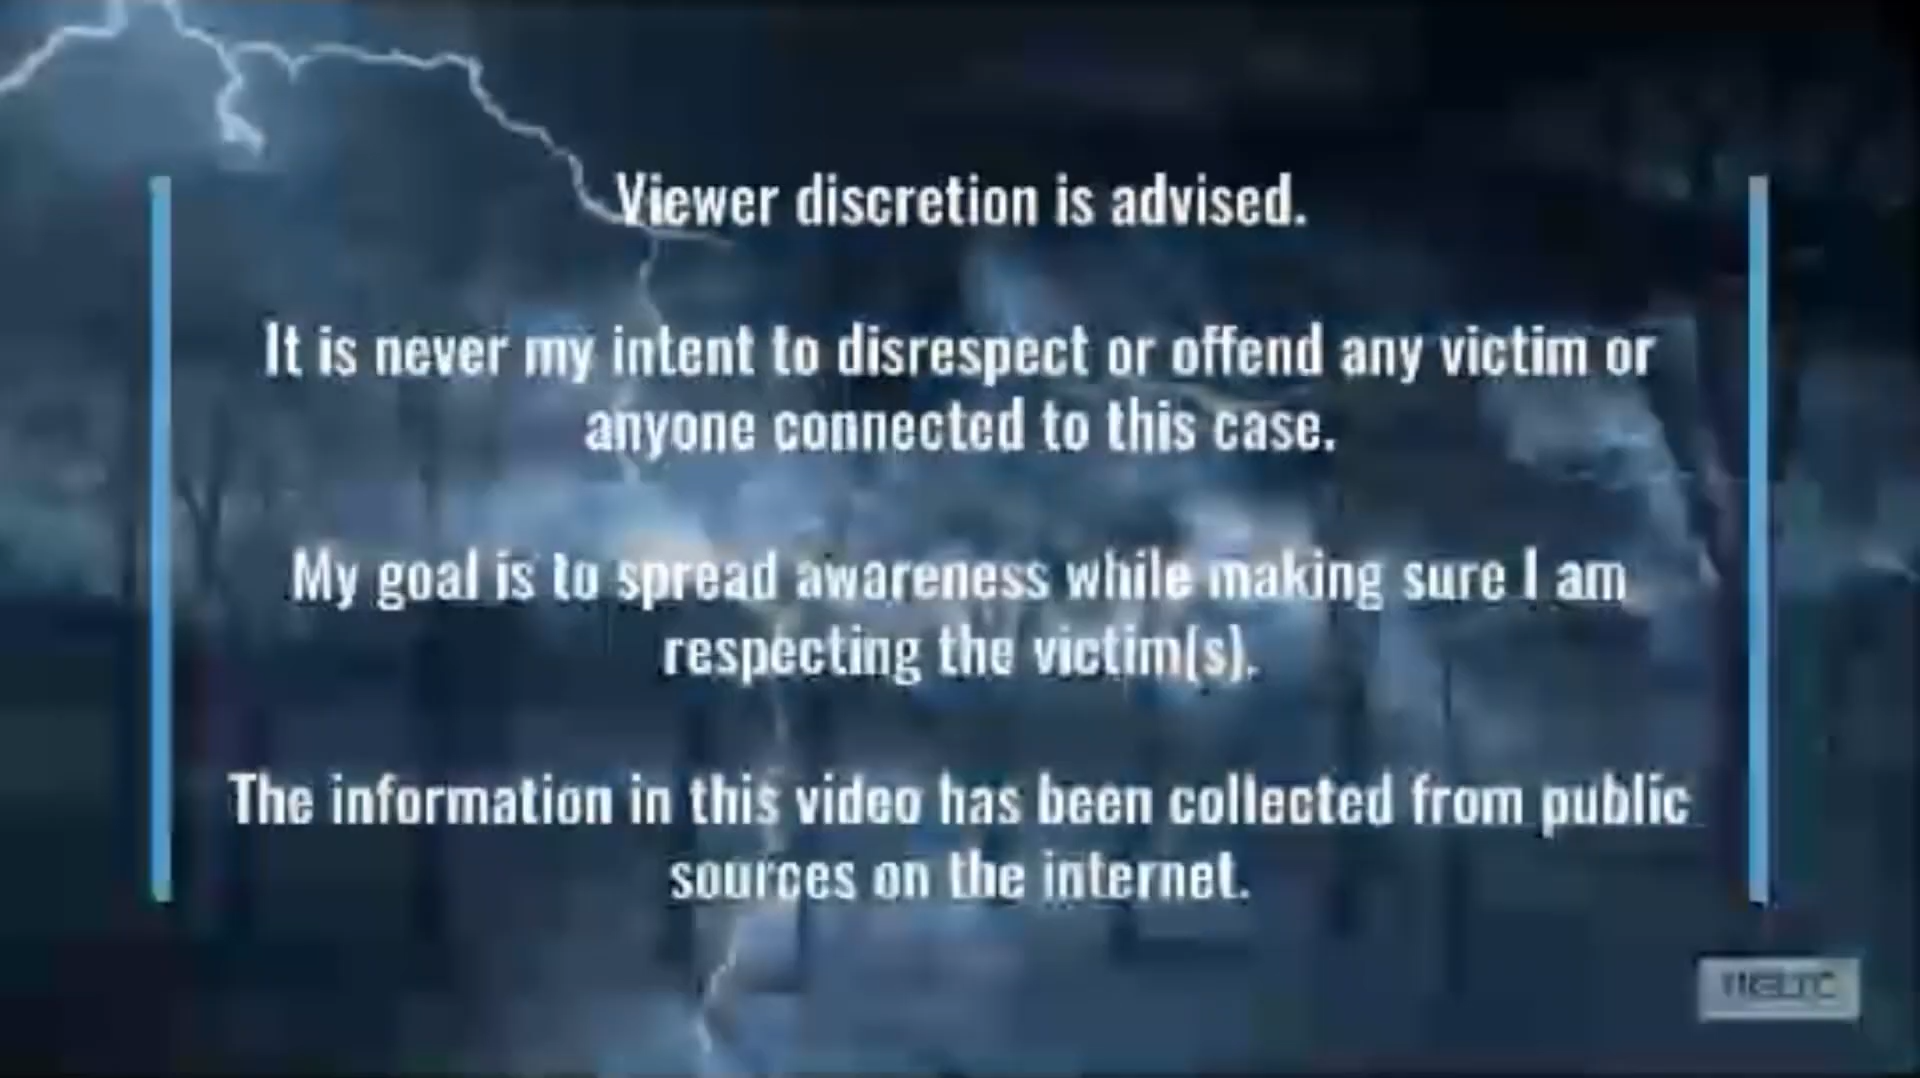 Viewer discretion is advised.
It is never my intent to disrespect or offend any victim or
anyone connected to this case.
My goal is to spread awareness while making sure I am
respecting the victim(s).
The information in this video has been collected from public
sources on the internet.